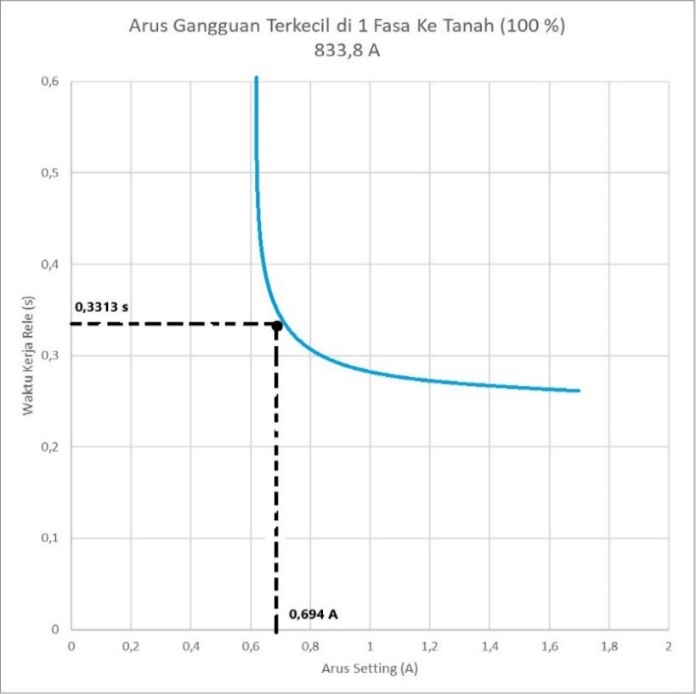 Arus Gangguan Terkecil di 1 Fasa Ke Tanah (100 %)
833,8 A
0,6
0,5
0,4
0,3313 s
0,3
0,2
0,1
0
Waktu Kerja Rele (s)
0,694 A
0 0,2 0,4 0,6 0,8 1 1,2 1,4 1,6 1,8 2
Arus Setting (A)